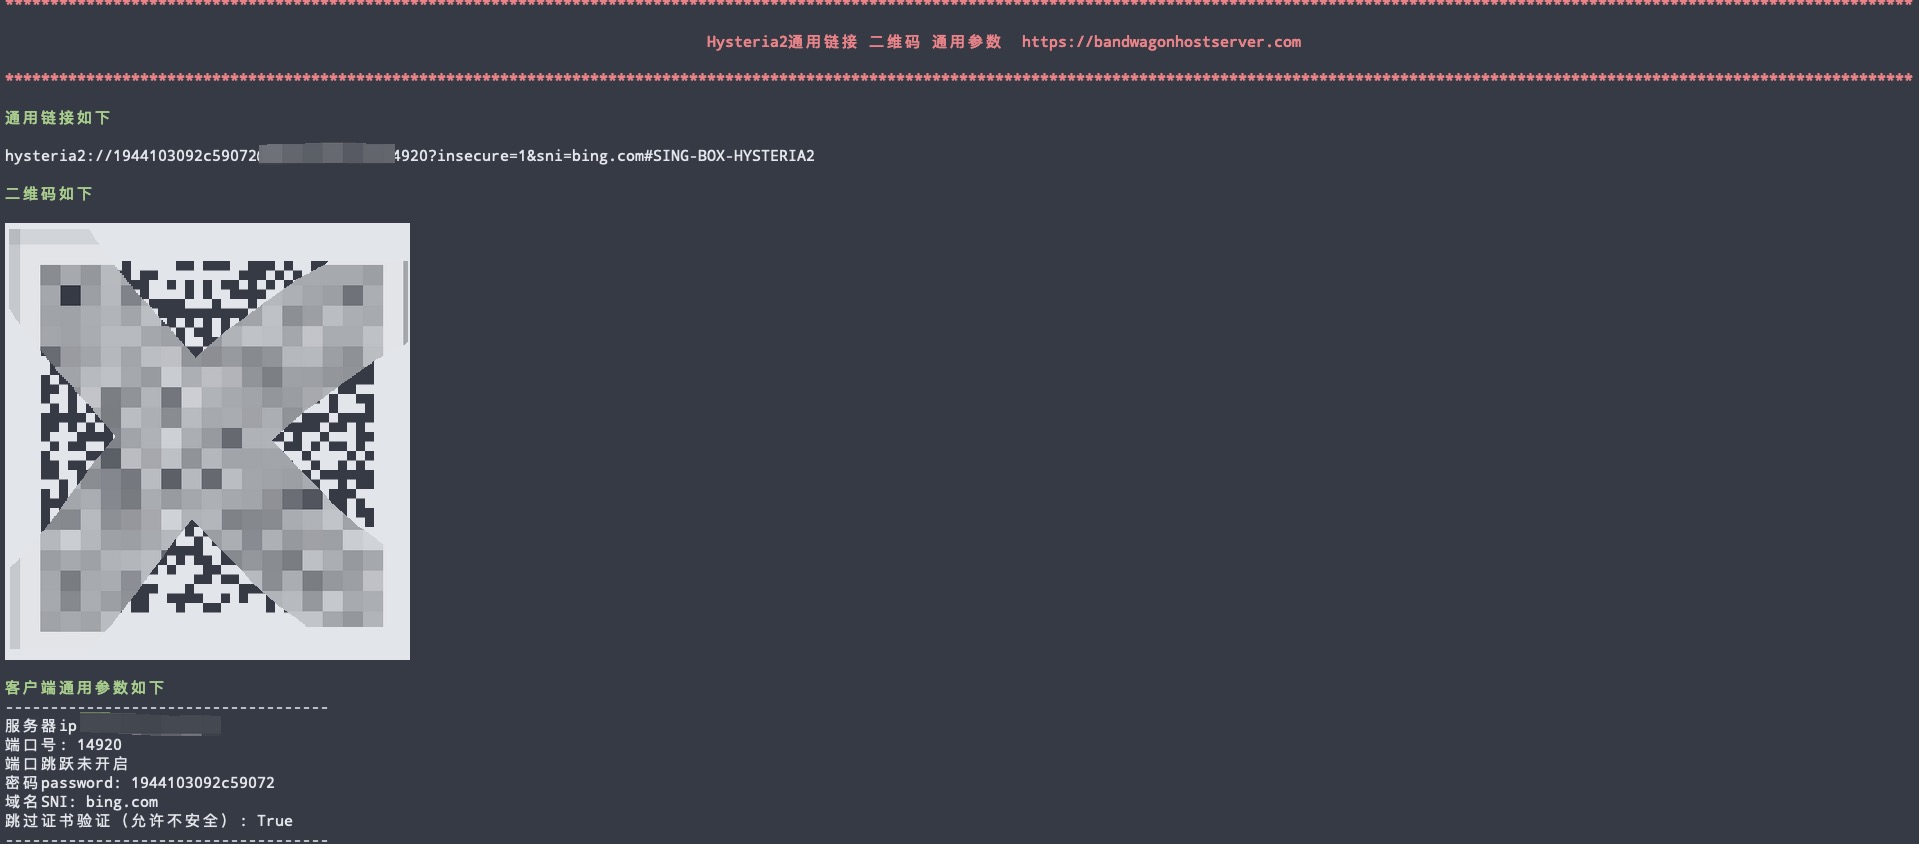 Hysteria2通用链接 二维码 通用参数 https://bandwagonhostserver.com
通用链接如下
hysteria2://1944103092c59072 4920?insecure=1&sni=bing.com#SING-BOX-HYSTERIA2
二维码如下
客户端通用参数如下
服务器ip
端口号: 14920
端口跳跃未开启
密码password: 1944103092c59072
域名SNI: bing.com
跳过证书验证 (允许不安全) : True